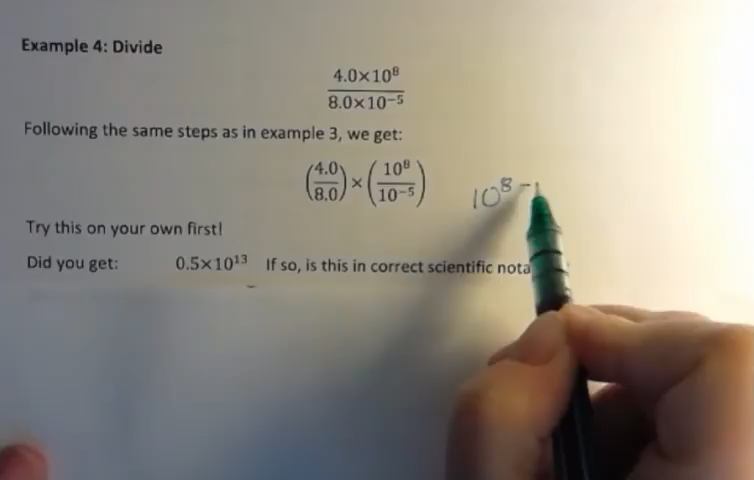 Example 4: Divide
4.0×10⁸
8.0×10⁻⁵
Following the same steps as in example 3, we get:
(4.0/8.0) × (10⁸/10⁻⁵) 10⁸⁻
Try this on your own first!
Did you get: 0.5×10¹³ If so, is this in correct scientific nota